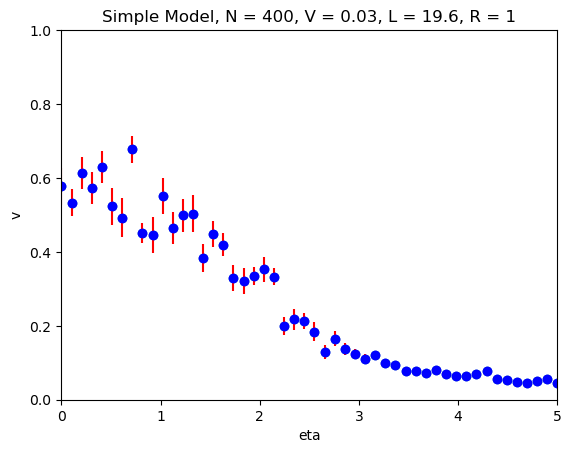 Simple Model, N = 400, V = 0.03, L = 19.6, R = 1
1.0
0.8
0.6
v
0.4
0.2
0.0
0 1 2 3 4 5
eta